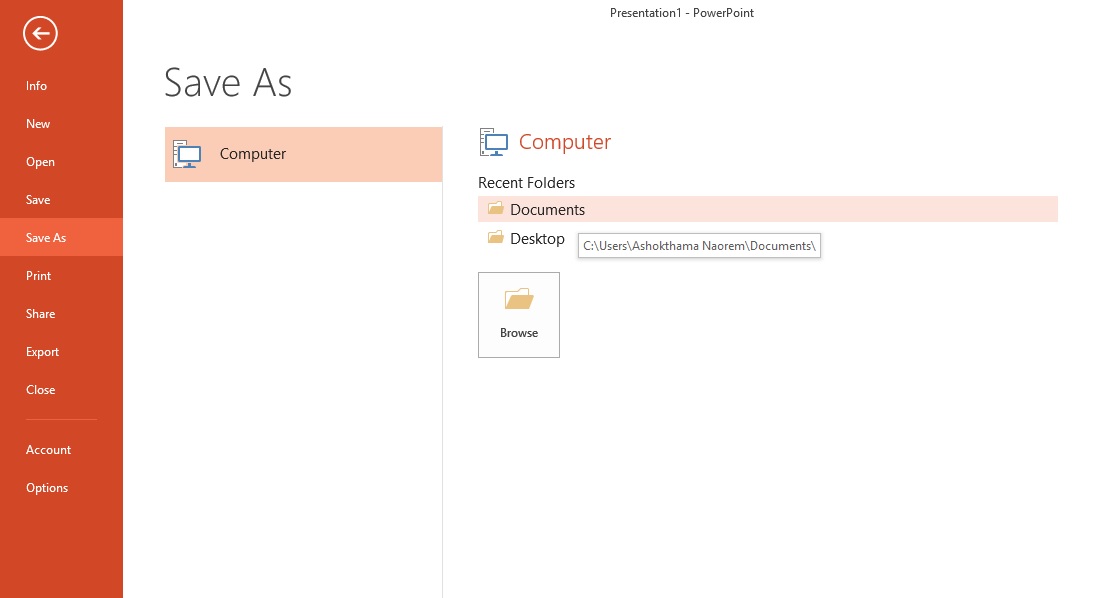 Presentation1 - PowerPoint
Info
New
Open
Save
Save As
Print
Share
Export
Close
Account
Options
Save As
Computer
Computer
Recent Folders
Documents
Desktop
C:\Users\Ashokthama Naorem\Documents\
Browse